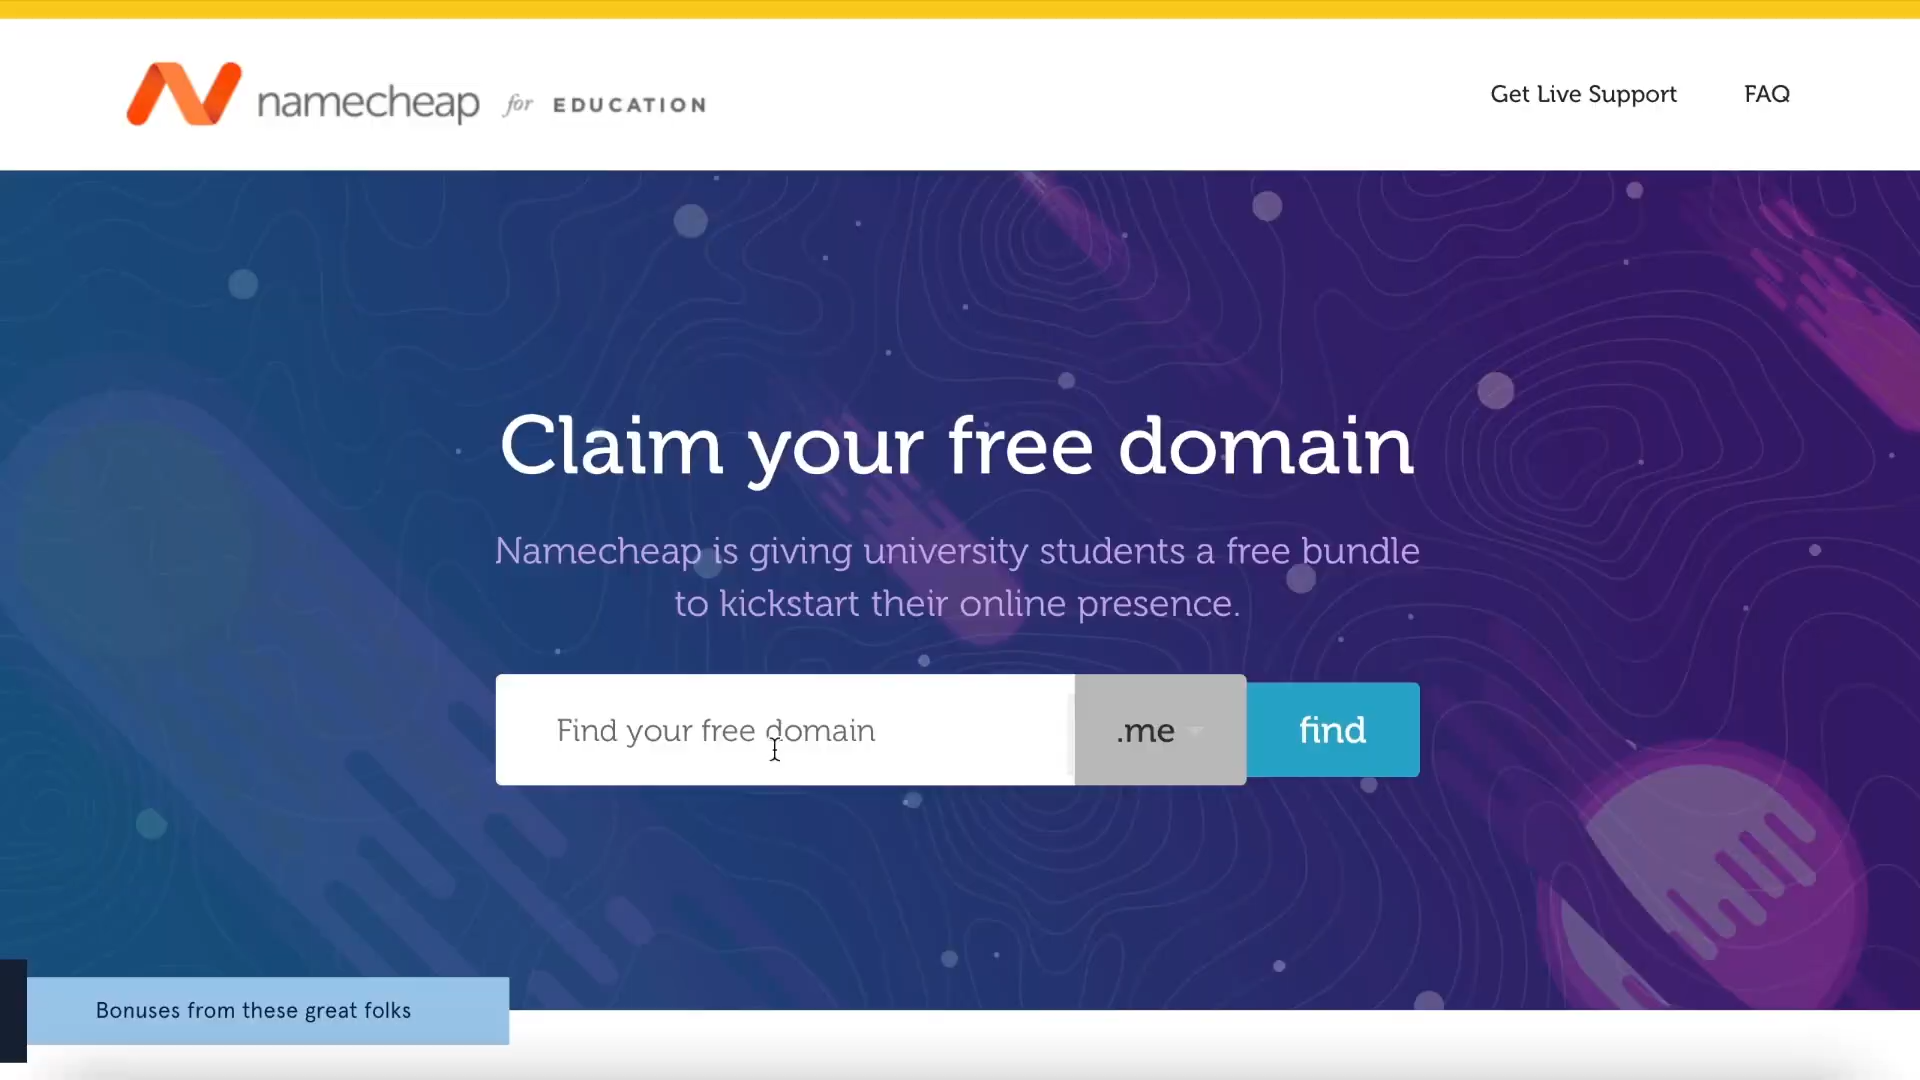 namecheap for EDUCATION
Get Live Support
FAQ
Claim your free domain
Namecheap is giving university students a free bundle
to kickstart their online presence.
Find your free domain
.me
find
Bonuses from these great folks